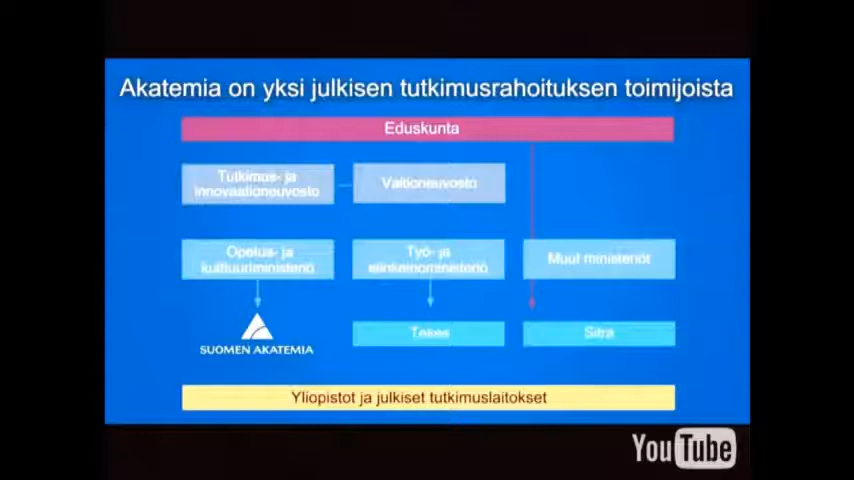 Akatemia on yksi julkisen tutkimusrahoituksen toimijoista
Eduskunta
Tutkimus- ja
innovaationeuvosto
Valtioneuvosto
Opetus- ja
kulttuuriministeriö
Työ- ja
elinkeinoministeriö
Muut ministeriöt
SUOMEN AKATEMIA
Tekes
Sitra
Yliopistot ja julkiset tutkimuslaitokset
YouTube